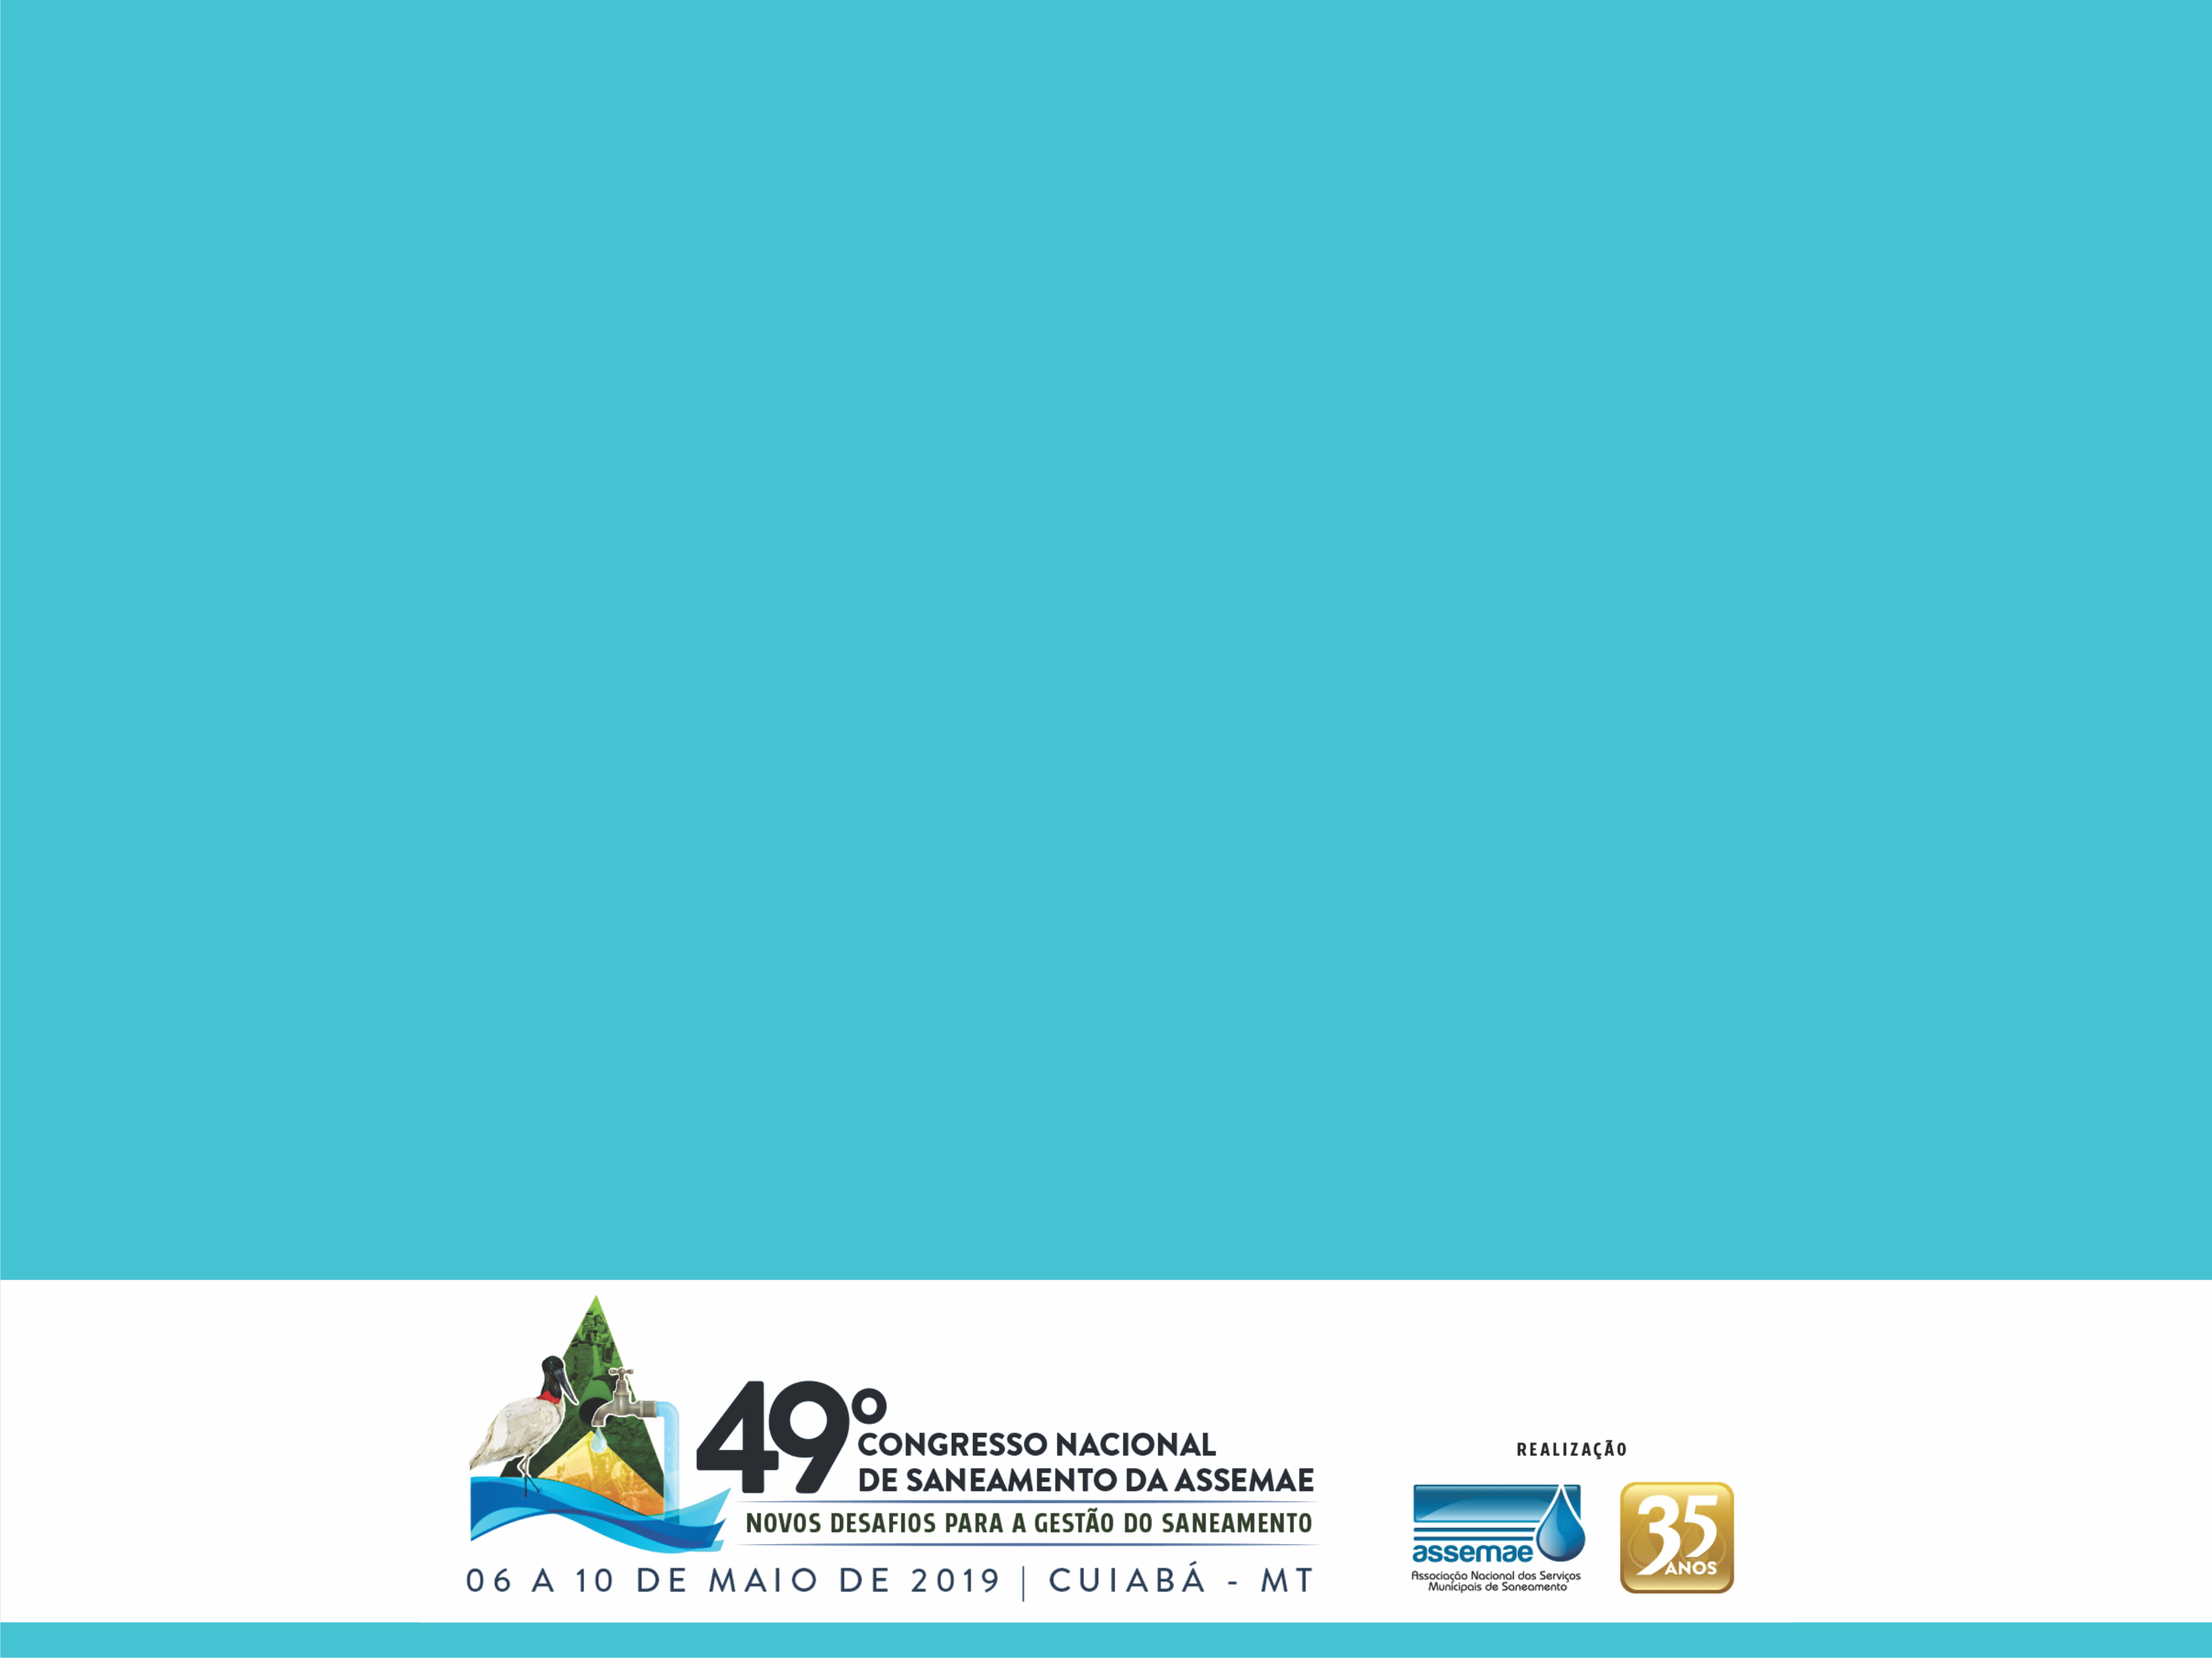 49º
CONGRESSO NACIONAL
DE SANEAMENTO DA ASSEMAE
NOVOS DESAFIOS PARA A GESTÃO DO SANEAMENTO
06 A 10 DE MAIO DE 2019 | CUIABÁ - MT
REALIZAÇÃO
assemae
Associação Nacional dos Serviços
Municipais de Saneamento
35
ANOS